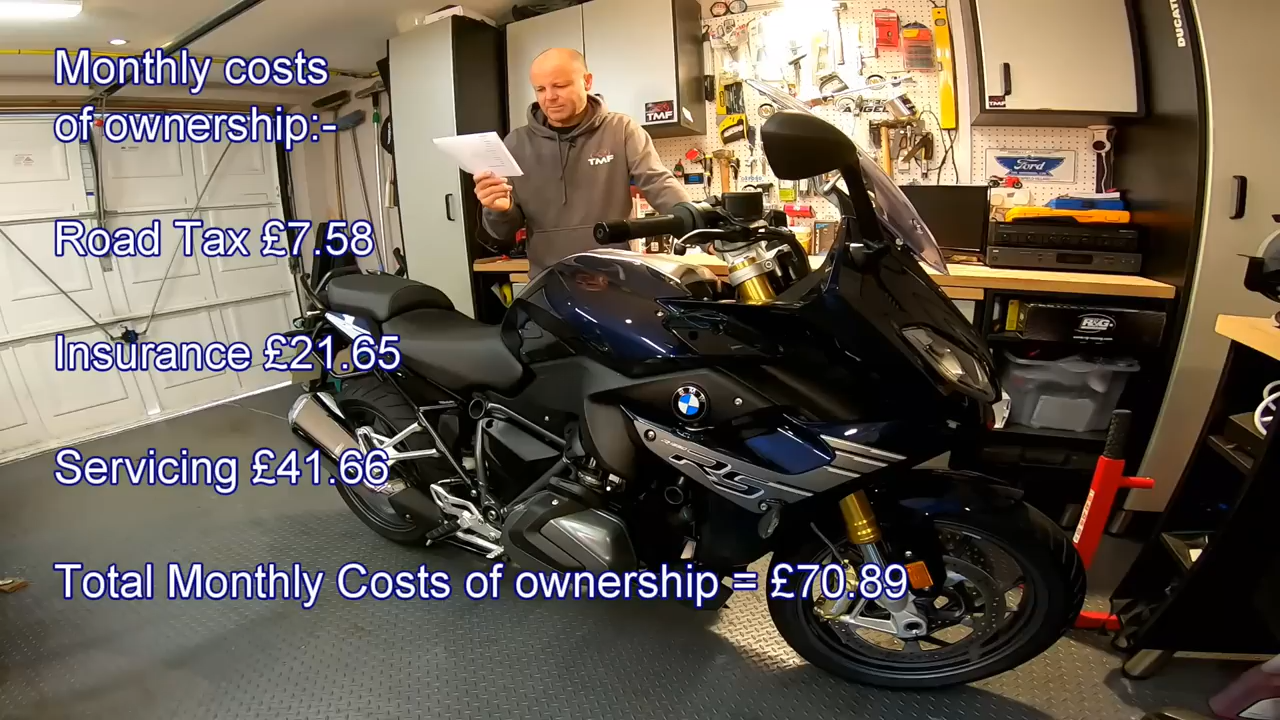 Monthly costs
of ownership:-
Road Tax £7.58
Insurance £21.65
Servicing £41.66
Total Monthly Costs of ownership = £70.89
TMF
TMF
TMF
DUCATI
Ford
R&G
BMW
RS